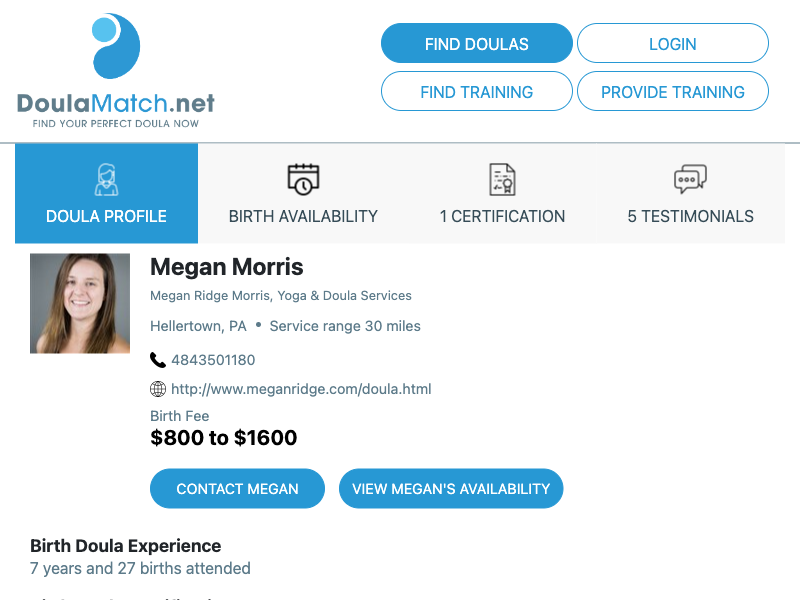 DoulaMatch.net
FIND YOUR PERFECT DOULA NOW
FIND DOULAS
LOGIN
FIND TRAINING
PROVIDE TRAINING
DOULA PROFILE
BIRTH AVAILABILITY
1 CERTIFICATION
5 TESTIMONIALS
Megan Morris
Megan Ridge Morris, Yoga & Doula Services
Hellertown, PA • Service range 30 miles
4843501180
http://www.meganridge.com/doula.html
Birth Fee
$800 to $1600
CONTACT MEGAN
VIEW MEGAN'S AVAILABILITY
Birth Doula Experience
7 years and 27 births attended